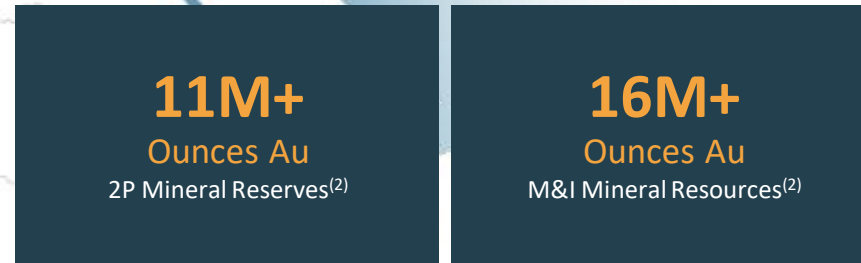 11M+
Ounces Au
2P Mineral Reserves(2)
16M+
Ounces Au
M&I Mineral Resources(2)